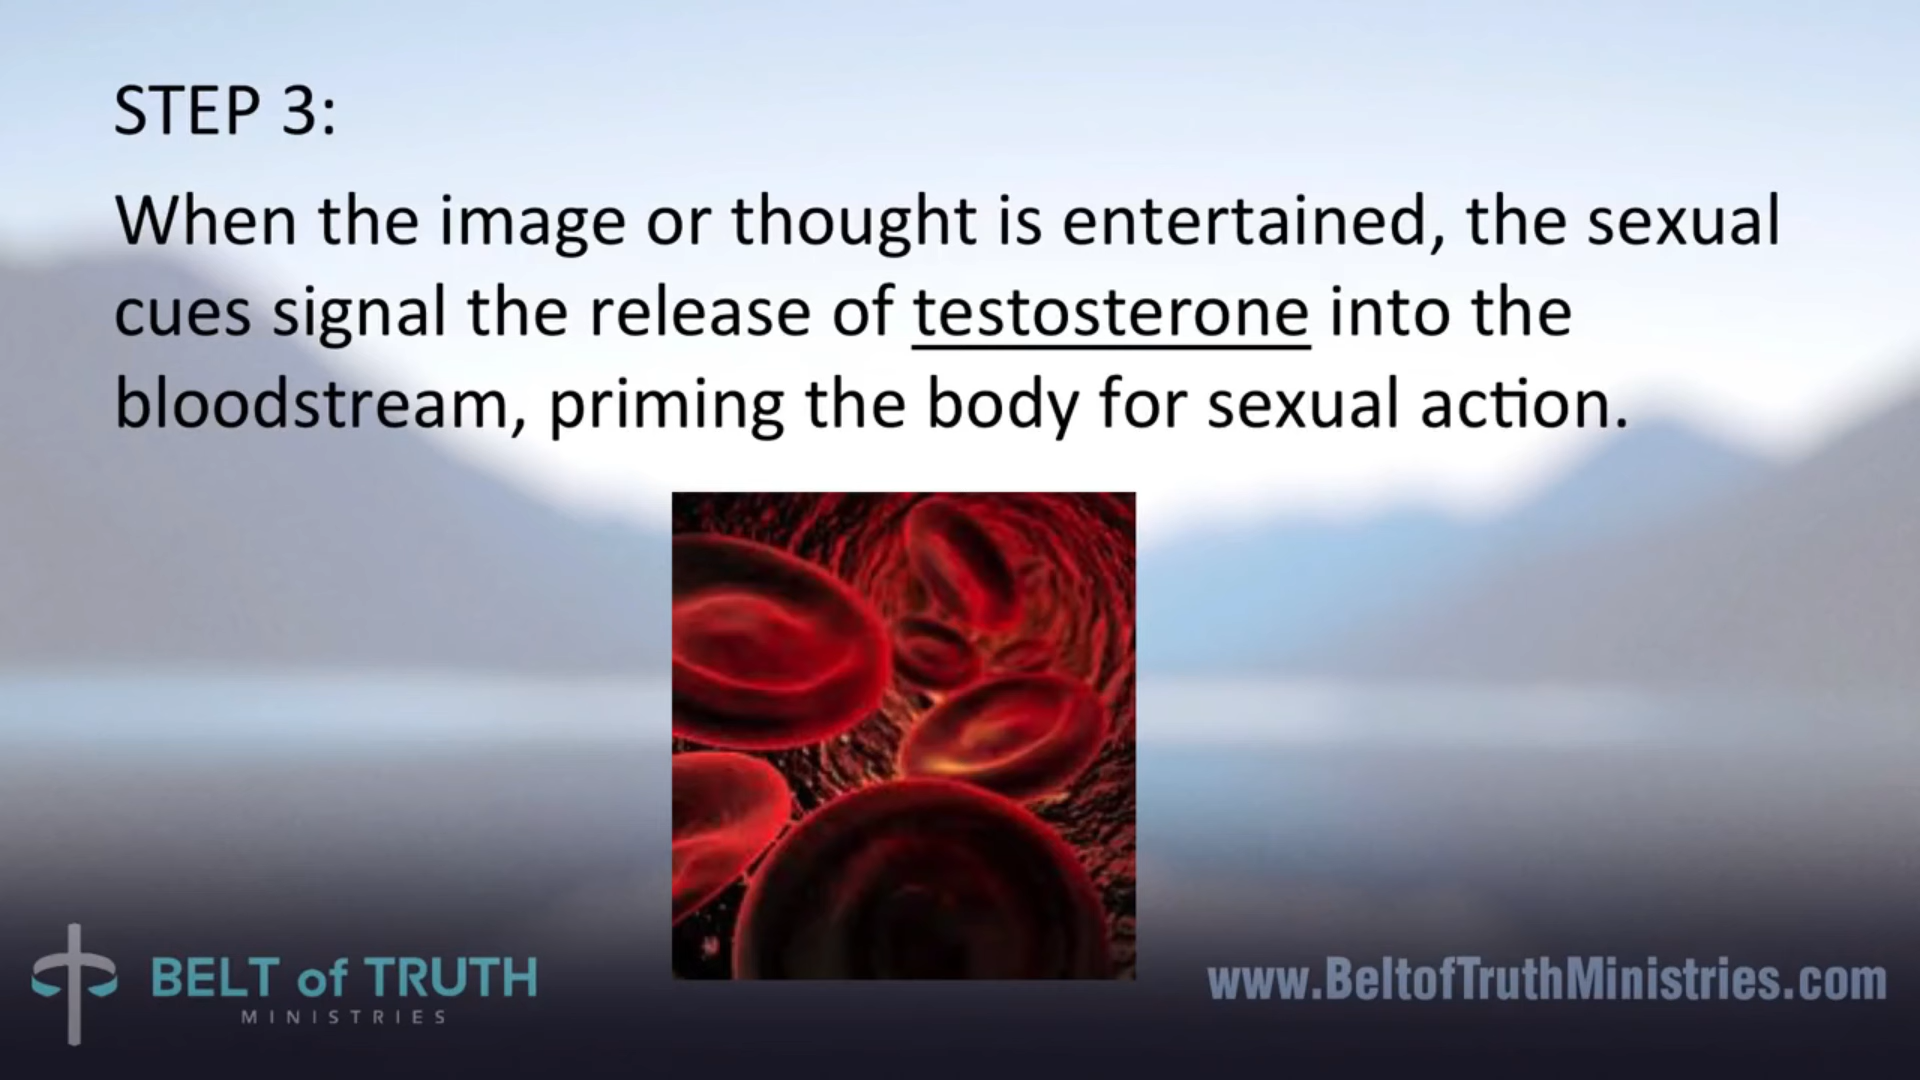 STEP 3:
When the image or thought is entertained, the sexual
cues signal the release of testosterone into the
bloodstream, priming the body for sexual action.
BELT of TRUTH
MINISTRIES
www.BeltofTruthMinistries.com